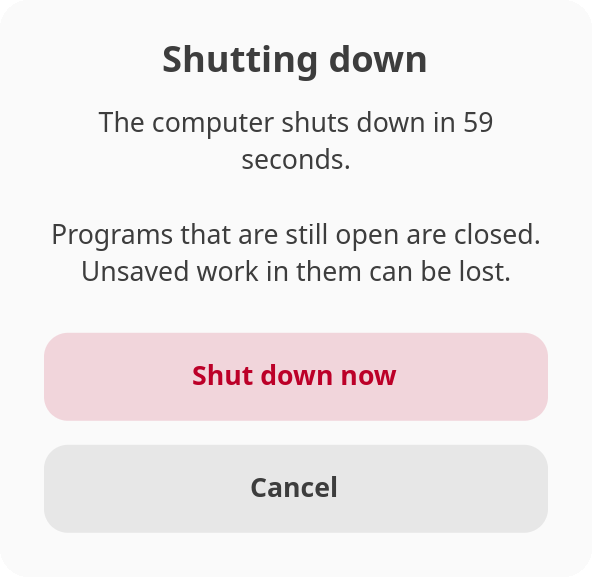 Shutting down
The computer shuts down in 59
seconds.
Programs that are still open are closed.
Unsaved work in them can be lost.
Shut down now
Cancel